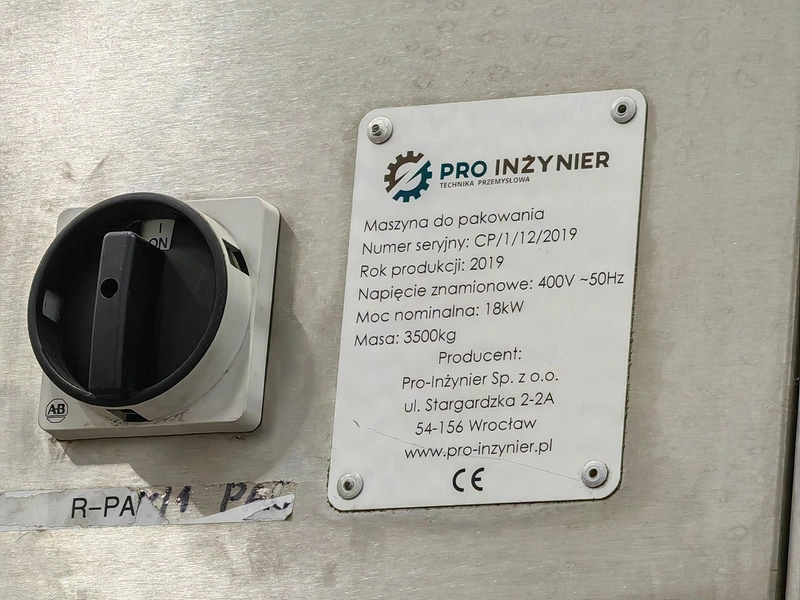 PRO INŻYNIER
TECHNIKA PRZEMYSŁOWA
Maszyna do pakowania
Numer seryjny: CP/1/12/2019
Rok produkcji: 2019
Napięcie znamionowe: 400V ~50Hz
Moc nominalna: 18kW
Masa: 3500kg
Producent:
Pro-Inżynier Sp. z o.o.
ul. Stargardzka 2-2A
54-156 Wrocław
www.pro-inzynier.pl
CE
I
ON
A-B
R-PA